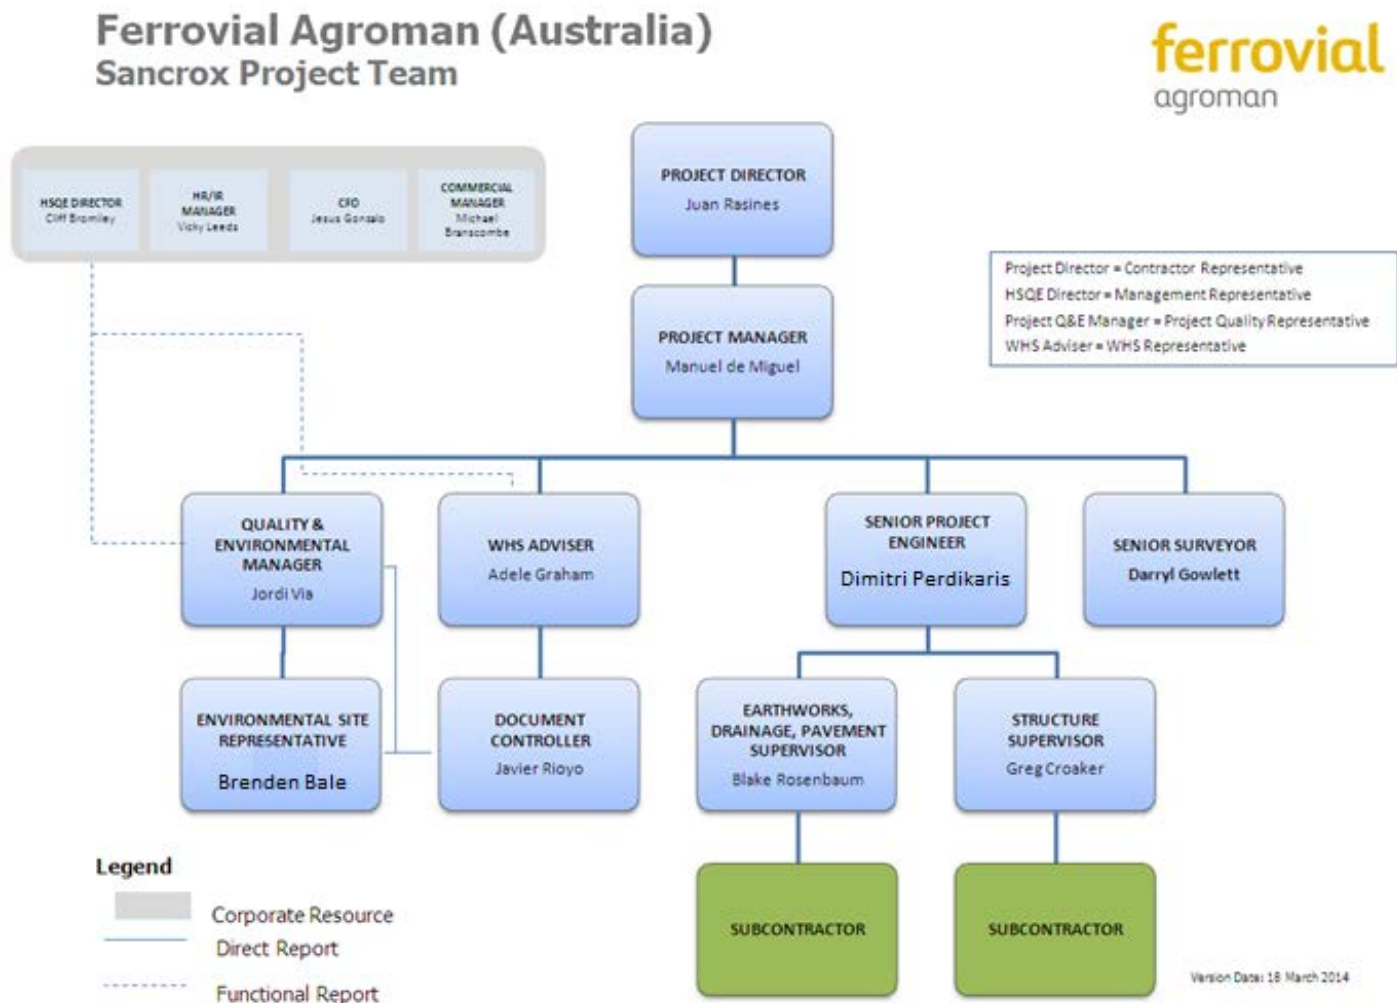 Ferrovial Agroman (Australia)
Sancrox Project Team
ferrovial
agroman
HSQE DIRECTOR
Cliff Bromiley
HR/IR
MANAGER
Vicky Leeds
CFO
Jesus Gonzalo
COMMERCIAL
MANAGER
Michael
Branscombe
PROJECT DIRECTOR
Juan Rasines
Project Director = Contractor Representative
HSQE Director = Management Representative
Project Q&E Manager = Project Quality Representative
WHS Adviser = WHS Representative
PROJECT MANAGER
Manuel de Miguel
QUALITY &
ENVIRONMENTAL
MANAGER
Jordi Via
WHS ADVISER
Adele Graham
SENIOR PROJECT
ENGINEER
Dimitri Perdikaris
SENIOR SURVEYOR
Darryl Gowlett
ENVIRONMENTAL SITE
REPRESENTATIVE
Brenden Bale
DOCUMENT
CONTROLLER
Javier Rioyo
EARTHWORKS,
DRAINAGE, PAVEMENT
SUPERVISOR
Blake Rosenbaum
STRUCTURE
SUPERVISOR
Greg Croaker
SUBCONTRACTOR
SUBCONTRACTOR
Legend
Corporate Resource
Direct Report
Functional Report
Version Date: 18 March 2014